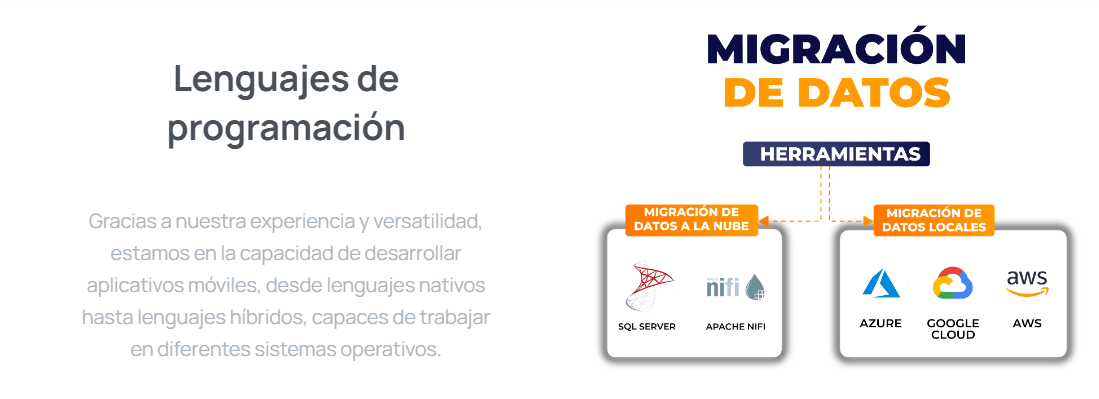 Lenguajes de
programación
Gracias a nuestra experiencia y versatilidad,
estamos en la capacidad de desarrollar
aplicativos móviles, desde lenguajes nativos
hasta lenguajes híbridos, capaces de trabajar
en diferentes sistemas operativos.
MIGRACIÓN
DE DATOS
HERRAMIENTAS
MIGRACIÓN DE
DATOS A LA NUBE
nifi
SQL SERVER
APACHE NIFI
MIGRACIÓN DE
DATOS LOCALES
aws
AZURE
GOOGLE
CLOUD
AWS